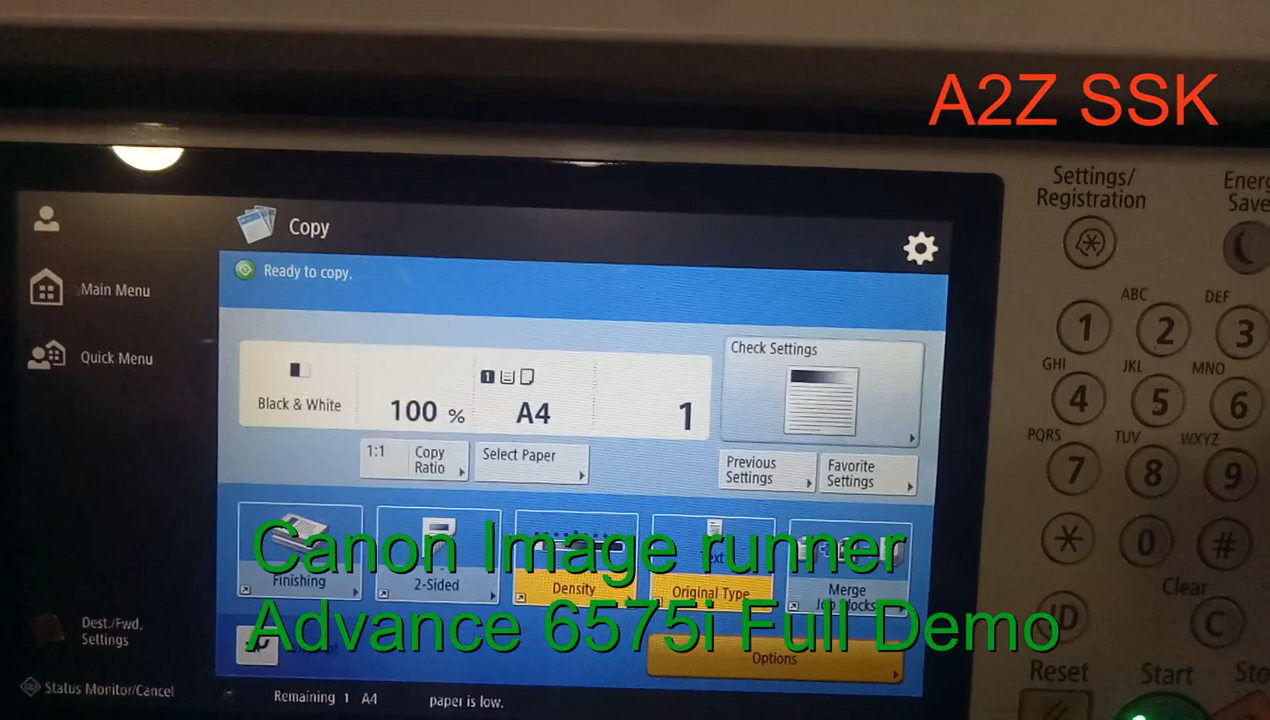 A2Z SSK
Settings/
Registration
Copy
Ready to copy.
Main Menu
Quick Menu
Check Settings
Black & White
100 %
1
A4
1
1:1
Copy
Ratio
Select Paper
Previous
Settings
Favorite
Settings
Canon Image runner
Advance 6575i Full Demo
Finishing
2-Sided
Density
Original Type
Merge
Job Blocks
Options
Dest./Fwd.
Settings
Status Monitor/Cancel
Remaining 1 A4 paper is low.
ABC
DEF
1
2
3
GHI
JKL
MNO
4
5
6
PQRS
TUV
WXYZ
7
8
9
*
0
#
Clear
ID
C
Reset
Start